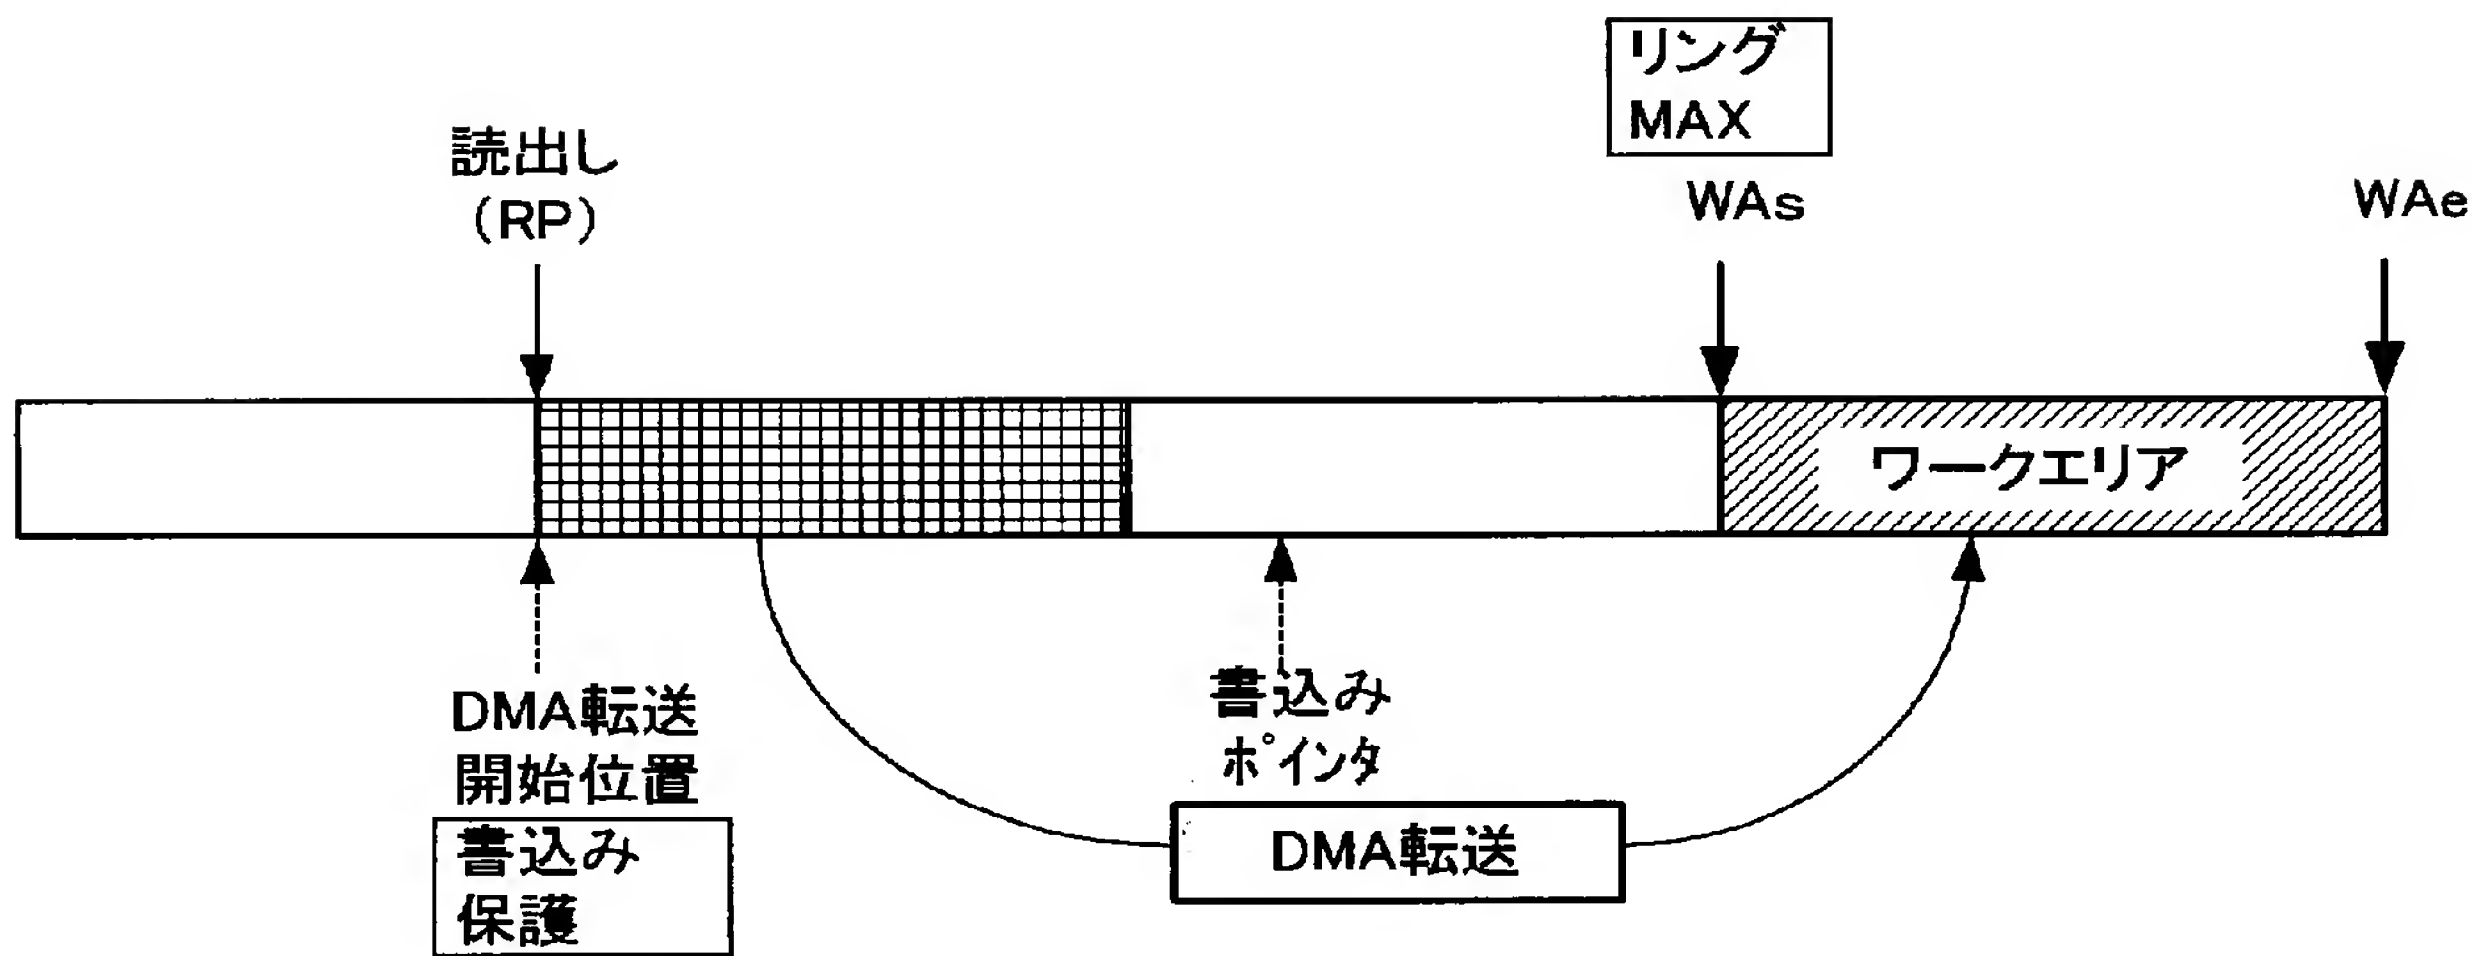 リング
MAX
読出し
(RP)
WAs
WAe
ワークエリア
DMA転送
開始位置
書込み
保護
書込み
ﾎﾟインタ
DMA転送